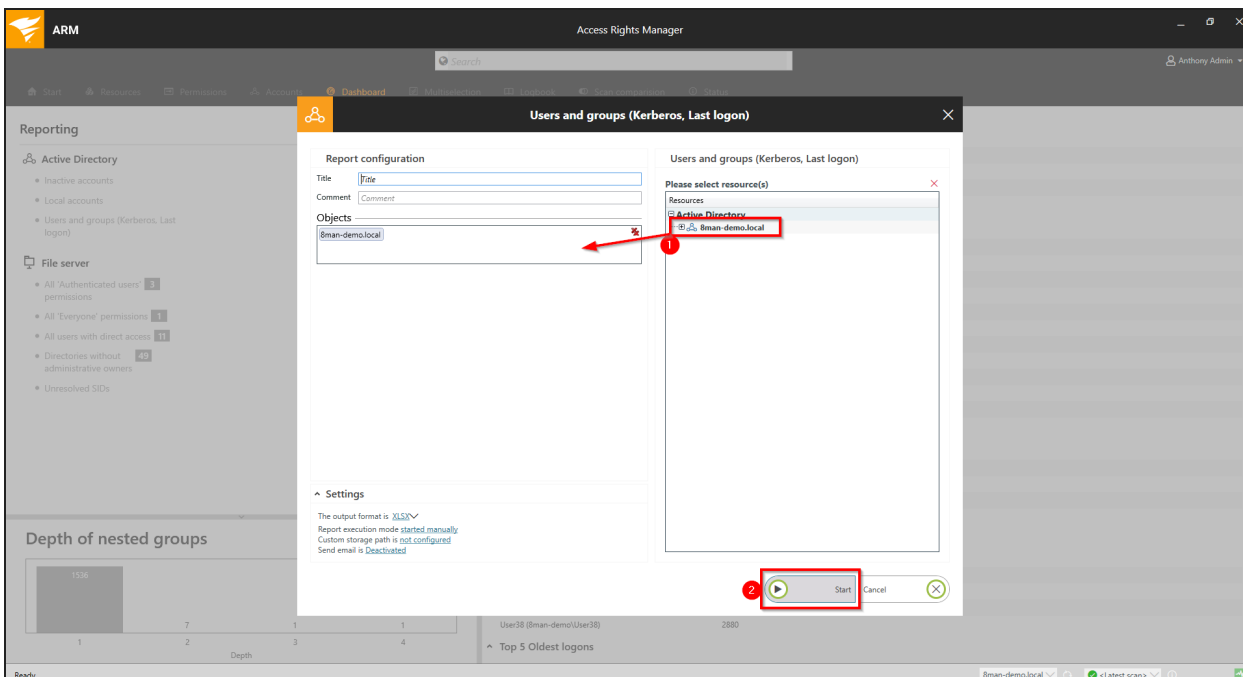 ARM
Access Rights Manager
Search
Anthony Admin
Start Resources Permissions Accounts Dashboard Multiselection Logbook Scan comparison Status
Users and groups (Kerberos, Last logon)
Reporting
Active Directory
Inactive accounts
Local accounts
Users and groups (Kerberos, Last
logon)
File server
All 'Authenticated users' 3
permissions
All 'Everyone' permissions 1
All users with direct access 11
Directories without 49
administrative owners
Unresolved SIDs
Report configuration
Title Title
Comment Comment
Objects
8man-demo.local
Users and groups (Kerberos, Last logon)
Please select resource(s)
Resources
Active Directory
8man-demo.local
1
Settings
The output format is XLSX
Report execution mode started manually
Custom storage path is not configured
Send email is Deactivated
2
Start
Cancel
Depth of nested groups
1536
7 1 1
1 2 3 4
Depth
User38 (8man-demo\User38) 2880
Top 5 Oldest logons
Ready
8man-demo.local
<Latest scan>